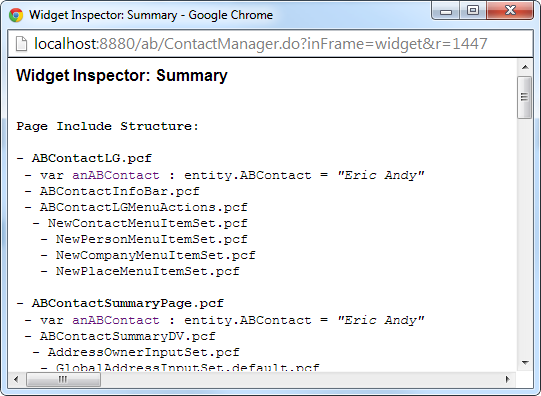 Widget Inspector: Summary - Google Chrome
localhost:8880/ab/ContactManager.do?inFrame=widget&r=1447
Widget Inspector: Summary
Page Include Structure:
- ABContactLG.pcf
- var anABContact : entity.ABContact = "Eric Andy"
- ABContactInfoBar.pcf
- ABContactLGMenuActions.pcf
- NewContactMenuItemSet.pcf
- NewPersonMenuItemSet.pcf
- NewCompanyMenuItemSet.pcf
- NewPlaceMenuItemSet.pcf
- ABContactSummaryPage.pcf
- var anABContact : entity.ABContact = "Eric Andy"
- ABContactSummaryDV.pcf
- AddressOwnerInputSet.pcf
- GlobalAddressInputSet.default.pcf